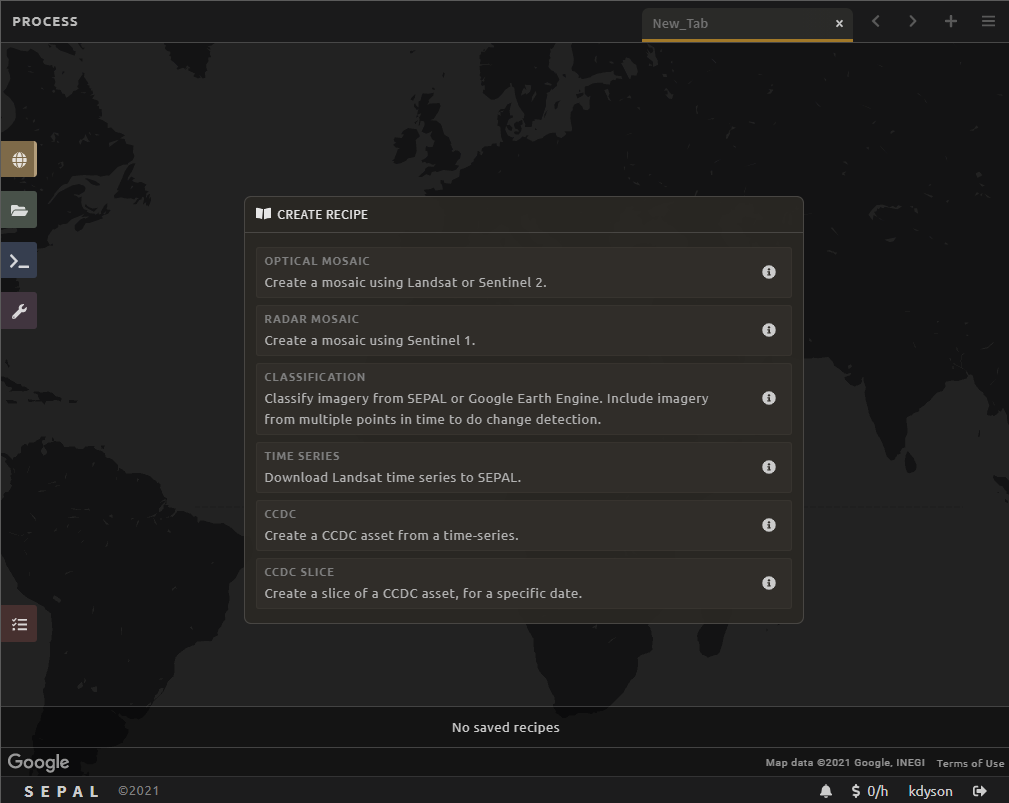 PROCESS
New_Tab
CREATE RECIPE
OPTICAL MOSAIC
Create a mosaic using Landsat or Sentinel 2.
RADAR MOSAIC
Create a mosaic using Sentinel 1.
CLASSIFICATION
Classify imagery from SEPAL or Google Earth Engine. Include imagery
from multiple points in time to do change detection.
TIME SERIES
Download Landsat time series to SEPAL.
CCDC
Create a CCDC asset from a time-series.
CCDC SLICE
Create a slice of a CCDC asset, for a specific date.
No saved recipes
Google
Map data ©2021 Google, INEGI
Terms of Use
SEPAL
©2021
$ 0/h
kdyson